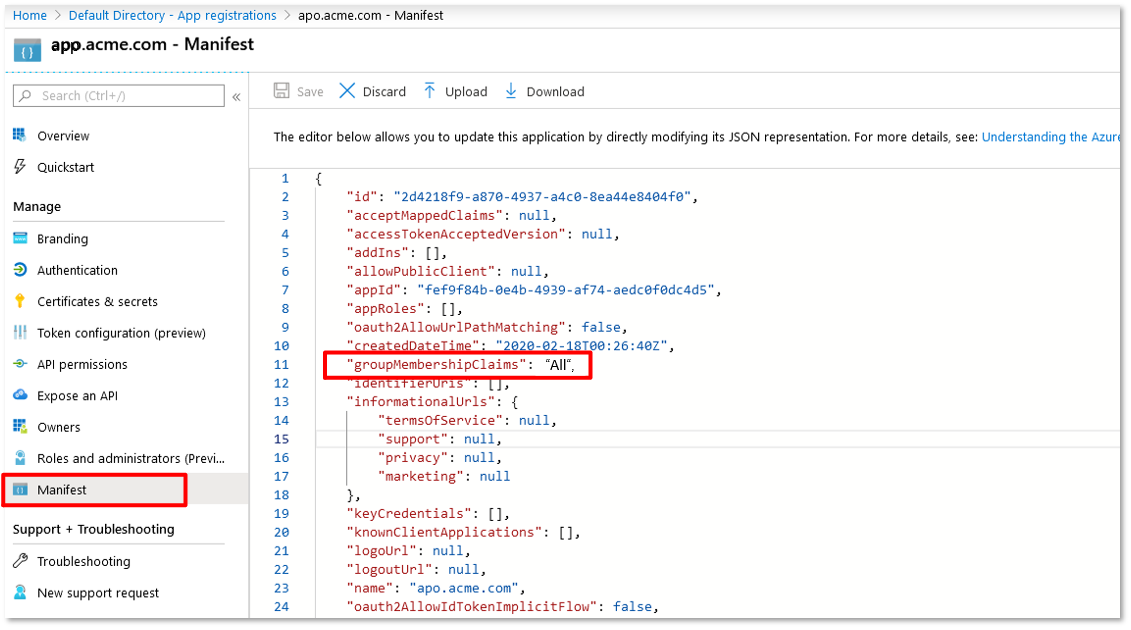 Home > Default Directory - App registrations > apo.acme.com - Manifest
app.acme.com - Manifest
Search (Ctrl+/)
«
Overview
Quickstart
Manage
Branding
Authentication
Certificates & secrets
Token configuration (preview)
API permissions
Expose an API
Owners
Roles and administrators (Previ...
Manifest
Support + Troubleshooting
Troubleshooting
New support request
Save Discard Upload Download
The editor below allows you to update this application by directly modifying its JSON representation. For more details, see: Understanding the Azure
1 {
2 "id": "2d4218f9-a870-4937-a4c0-8ea44e8404f0",
3 "acceptMappedClaims": null,
4 "accessTokenAcceptedVersion": null,
5 "addIns": [],
6 "allowPublicClient": null,
7 "appId": "fef9f84b-0e4b-4939-af74-aedc0f0dc4d5",
8 "appRoles": [],
9 "oauth2AllowUrlPathMatching": false,
10 "createdDateTime": "2020-02-18T00:26:40Z",
11 "groupMembershipClaims": “All“,
12 "identifierUris": [],
13 "informationalUrls": {
14 "termsOfService": null,
15 "support": null,
16 "privacy": null,
17 "marketing": null
18 },
19 "keyCredentials": [],
20 "knownClientApplications": [],
21 "logoUrl": null,
22 "logoutUrl": null,
23 "name": "apo.acme.com",
24 "oauth2AllowIdTokenImplicitFlow": false,